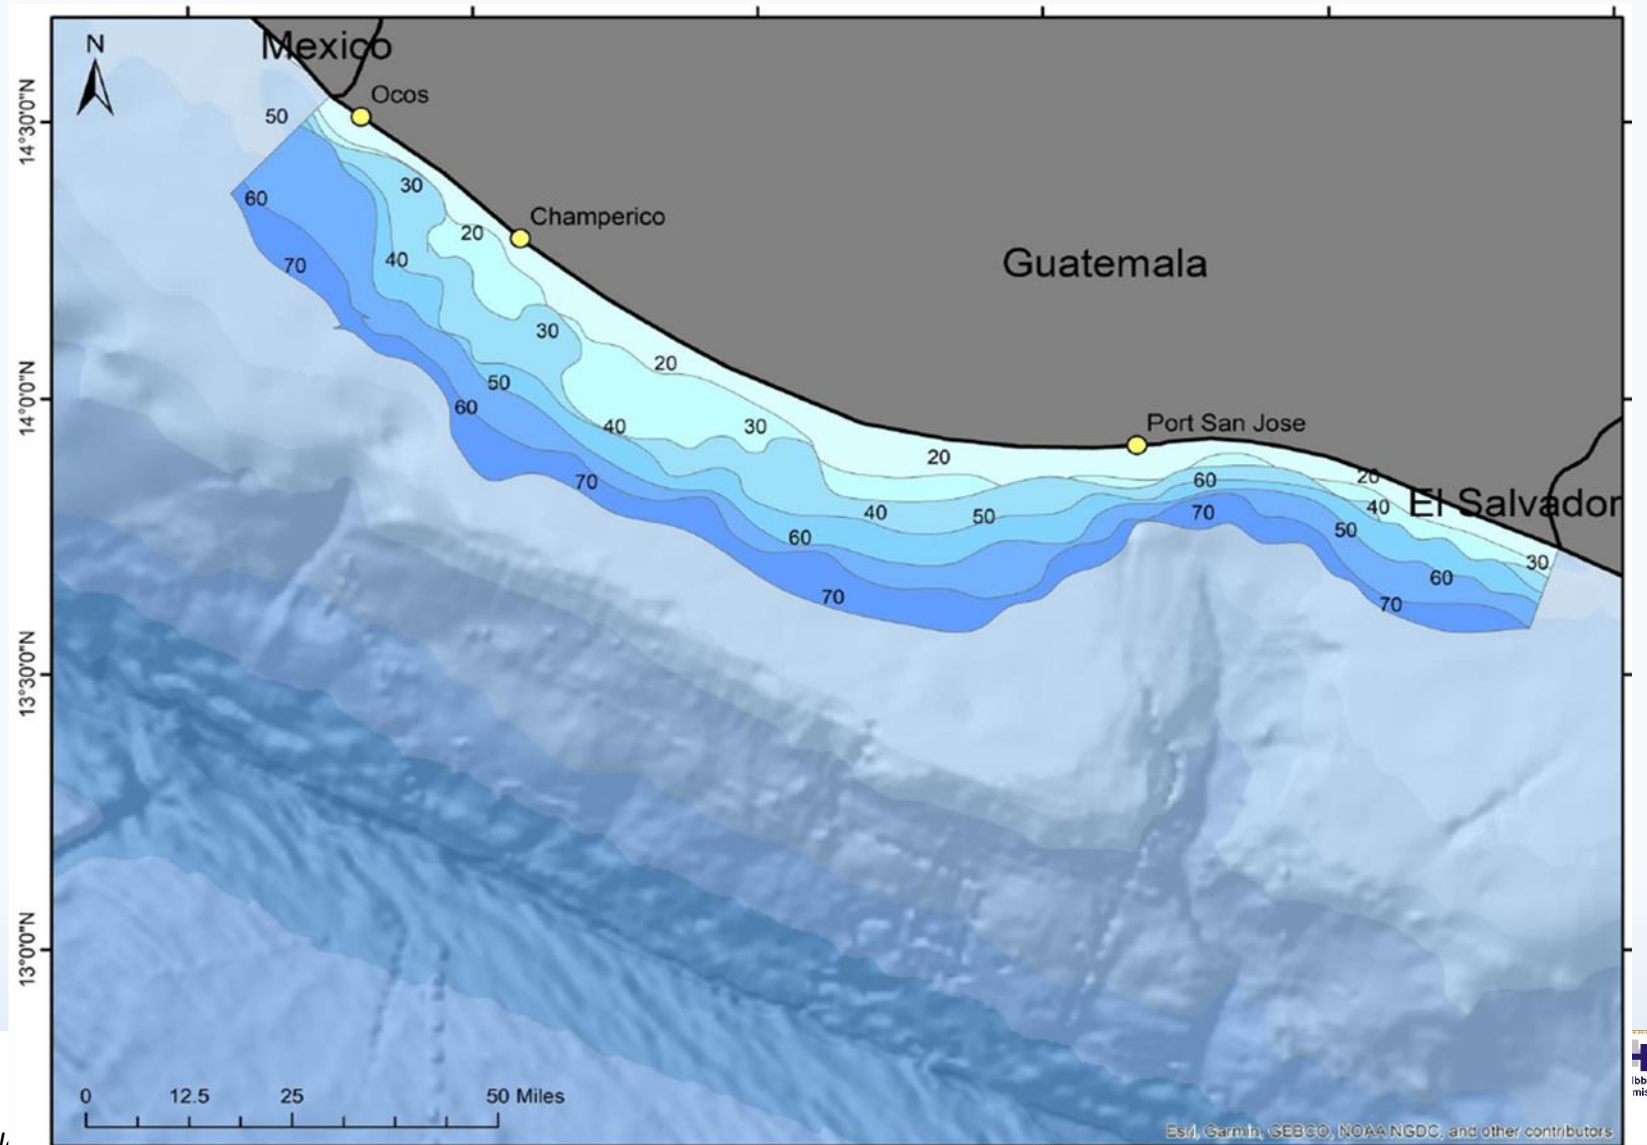 Mexico
N
Ocos
50
14°30'0"N
30
60
Champerico
20
40
70
Guatemala
30
20
50
14°0'0"N
60
40
30
Port San Jose
20
20
70
60
El Salvador
40
50
40
70
50
60
30
60
70
70
13°30'0"N
13°0'0"N
0 12.5 25 50 Miles
Esri, Garmin, GEBCO, NOAA NGDC, and other contributors